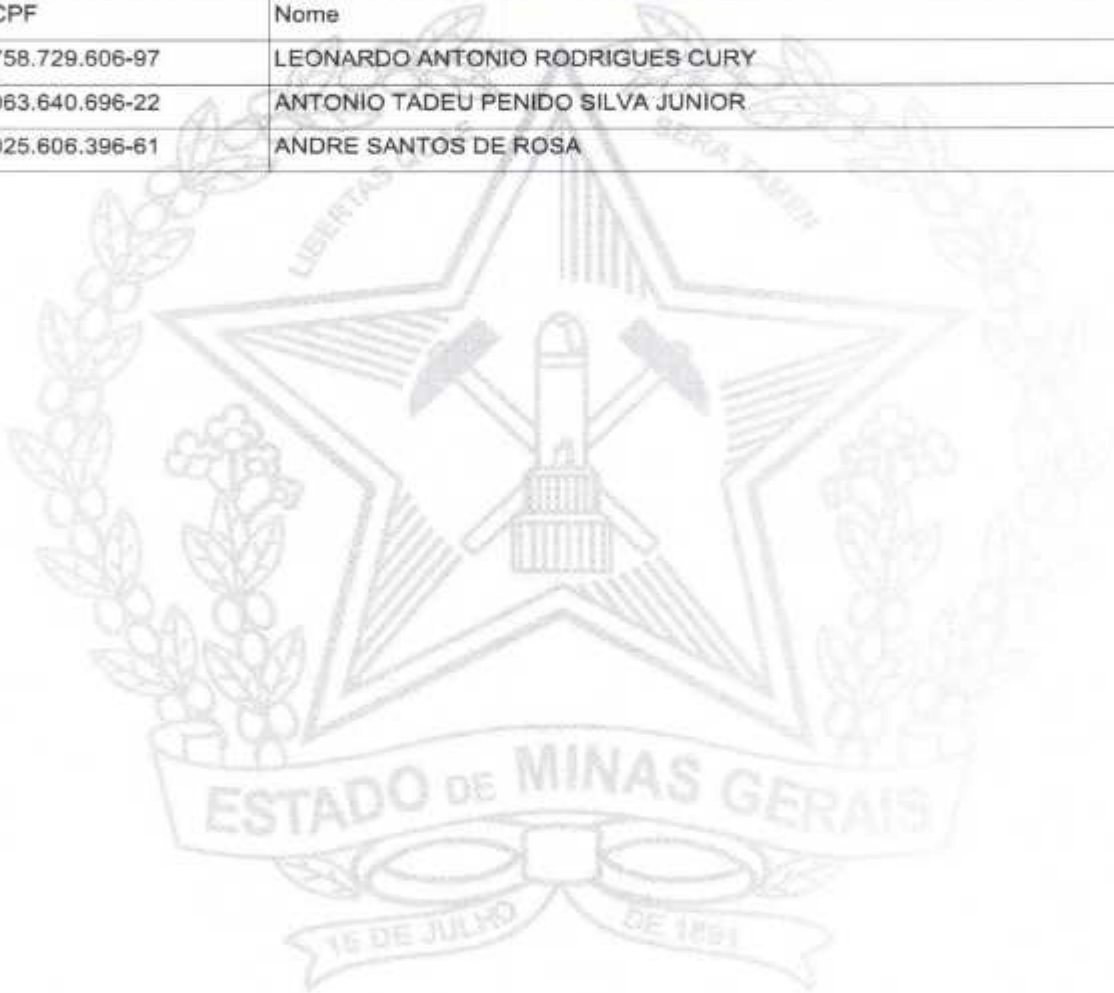 CPF Nome
758.729.606-97 LEONARDO ANTONIO RODRIGUES CURY
063.640.696-22 ANTONIO TADEU PENIDO SILVA JUNIOR
025.606.396-61 ANDRE SANTOS DE ROSA
LIBERTAS QUAE SERA TAMEN
ESTADO DE MINAS GERAIS
15 DE JULHO DE 1891